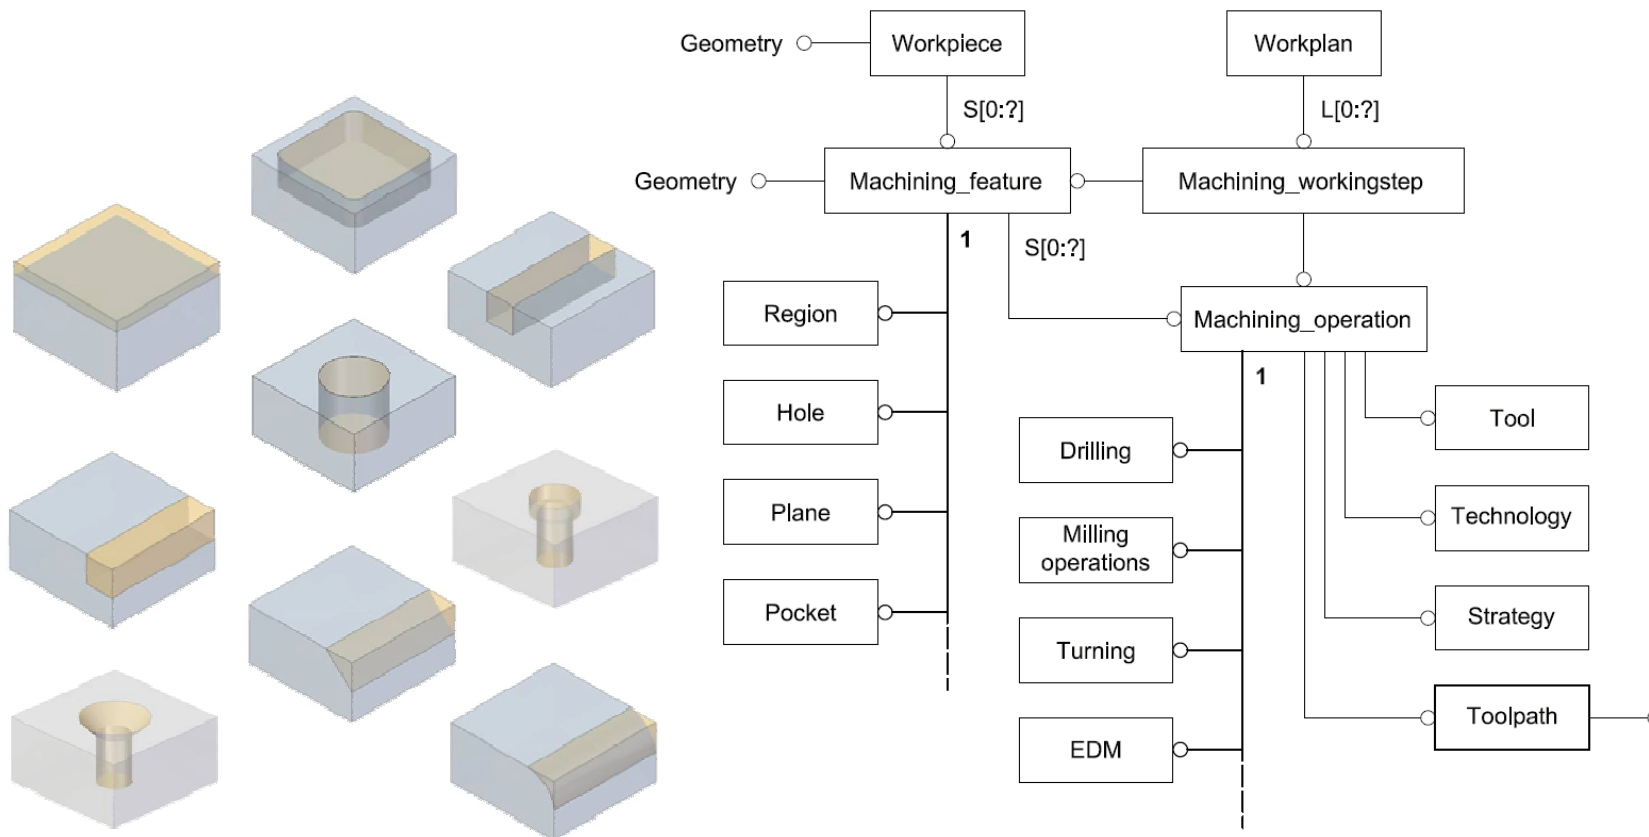 Geometry
Workpiece
Workplan
S[0:?]
L[0:?]
Geometry
Machining_feature
Machining_workingstep
1
S[0:?]
Region
Machining_operation
1
Hole
Tool
Drilling
Plane
Technology
Milling
operations
Pocket
Strategy
Turning
Toolpath
EDM